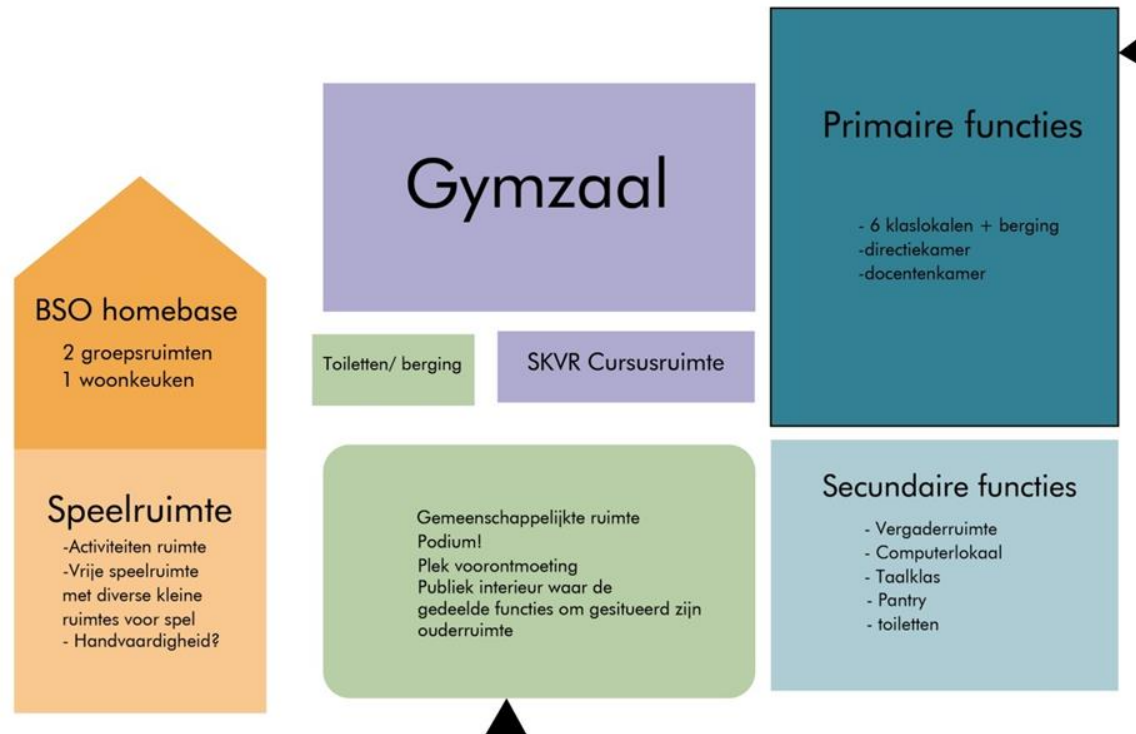 Gymzaal
Primaire functies
- 6 klaslokalen + berging
-directiekamer
-docentenkamer
BSO homebase
2 groepsruimten
1 woonkeuken
Toiletten/ berging
SKVR Cursusruimte
Speelruimte
-Activiteiten ruimte
-Vrije speelruimte
met diverse kleine
ruimtes voor spel
- Handvaardigheid?
Gemeenschappelijkte ruimte
Podium!
Plek voorontmoeting
Publiek interieur waar de
gedeelde functies om gesitueerd zijn
ouderruimte
Secundaire functies
- Vergaderruimte
- Computerlokaal
- Taalklas
- Pantry
- toiletten